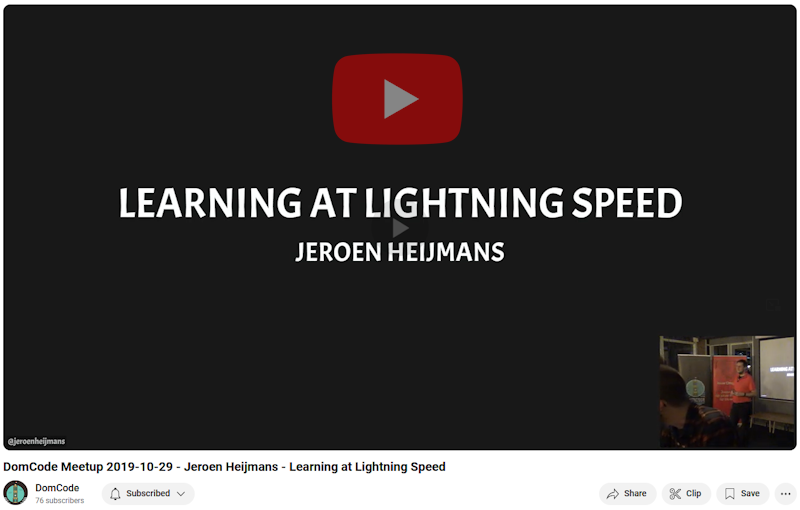 LEARNING AT LIGHTNING SPEED
JEROEN HEIJMANS
@jeroenheijmans
DomCode Meetup 2019-10-29 - Jeroen Heijmans - Learning at Lightning Speed
DomCode
76 subscribers
Subscribed
Share
Clip
Save